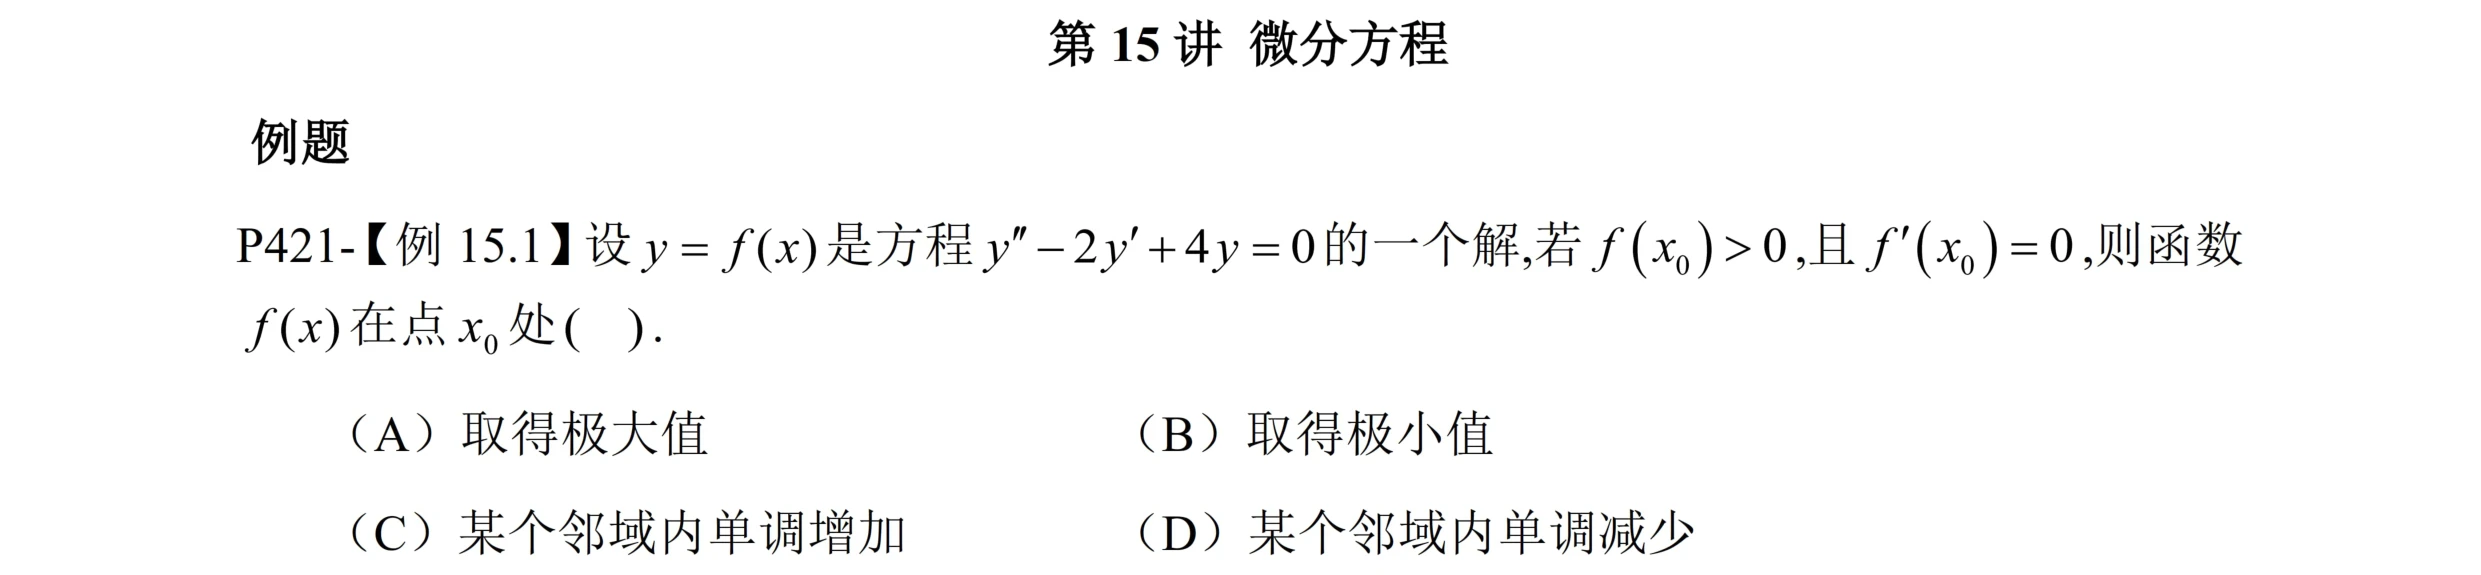 第 15 讲 微分方程
例题
P421-【例 15.1】设 y = f(x) 是方程 y″ − 2y′ + 4y = 0 的一个解,若 f(x₀) > 0 ,且 f′(x₀) = 0 ,则函数
f(x) 在点 x₀ 处( ).
（A）取得极大值 （B）取得极小值
（C）某个邻域内单调增加 （D）某个邻域内单调减少